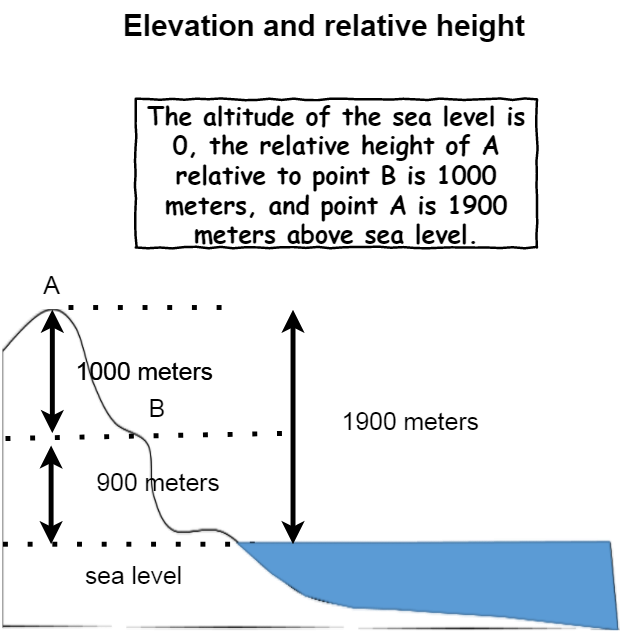 Elevation and relative height
The altitude of the sea level is
0, the relative height of A
relative to point B is 1000
meters, and point A is 1900
meters above sea level.
A
1000 meters
B
1900 meters
900 meters
sea level